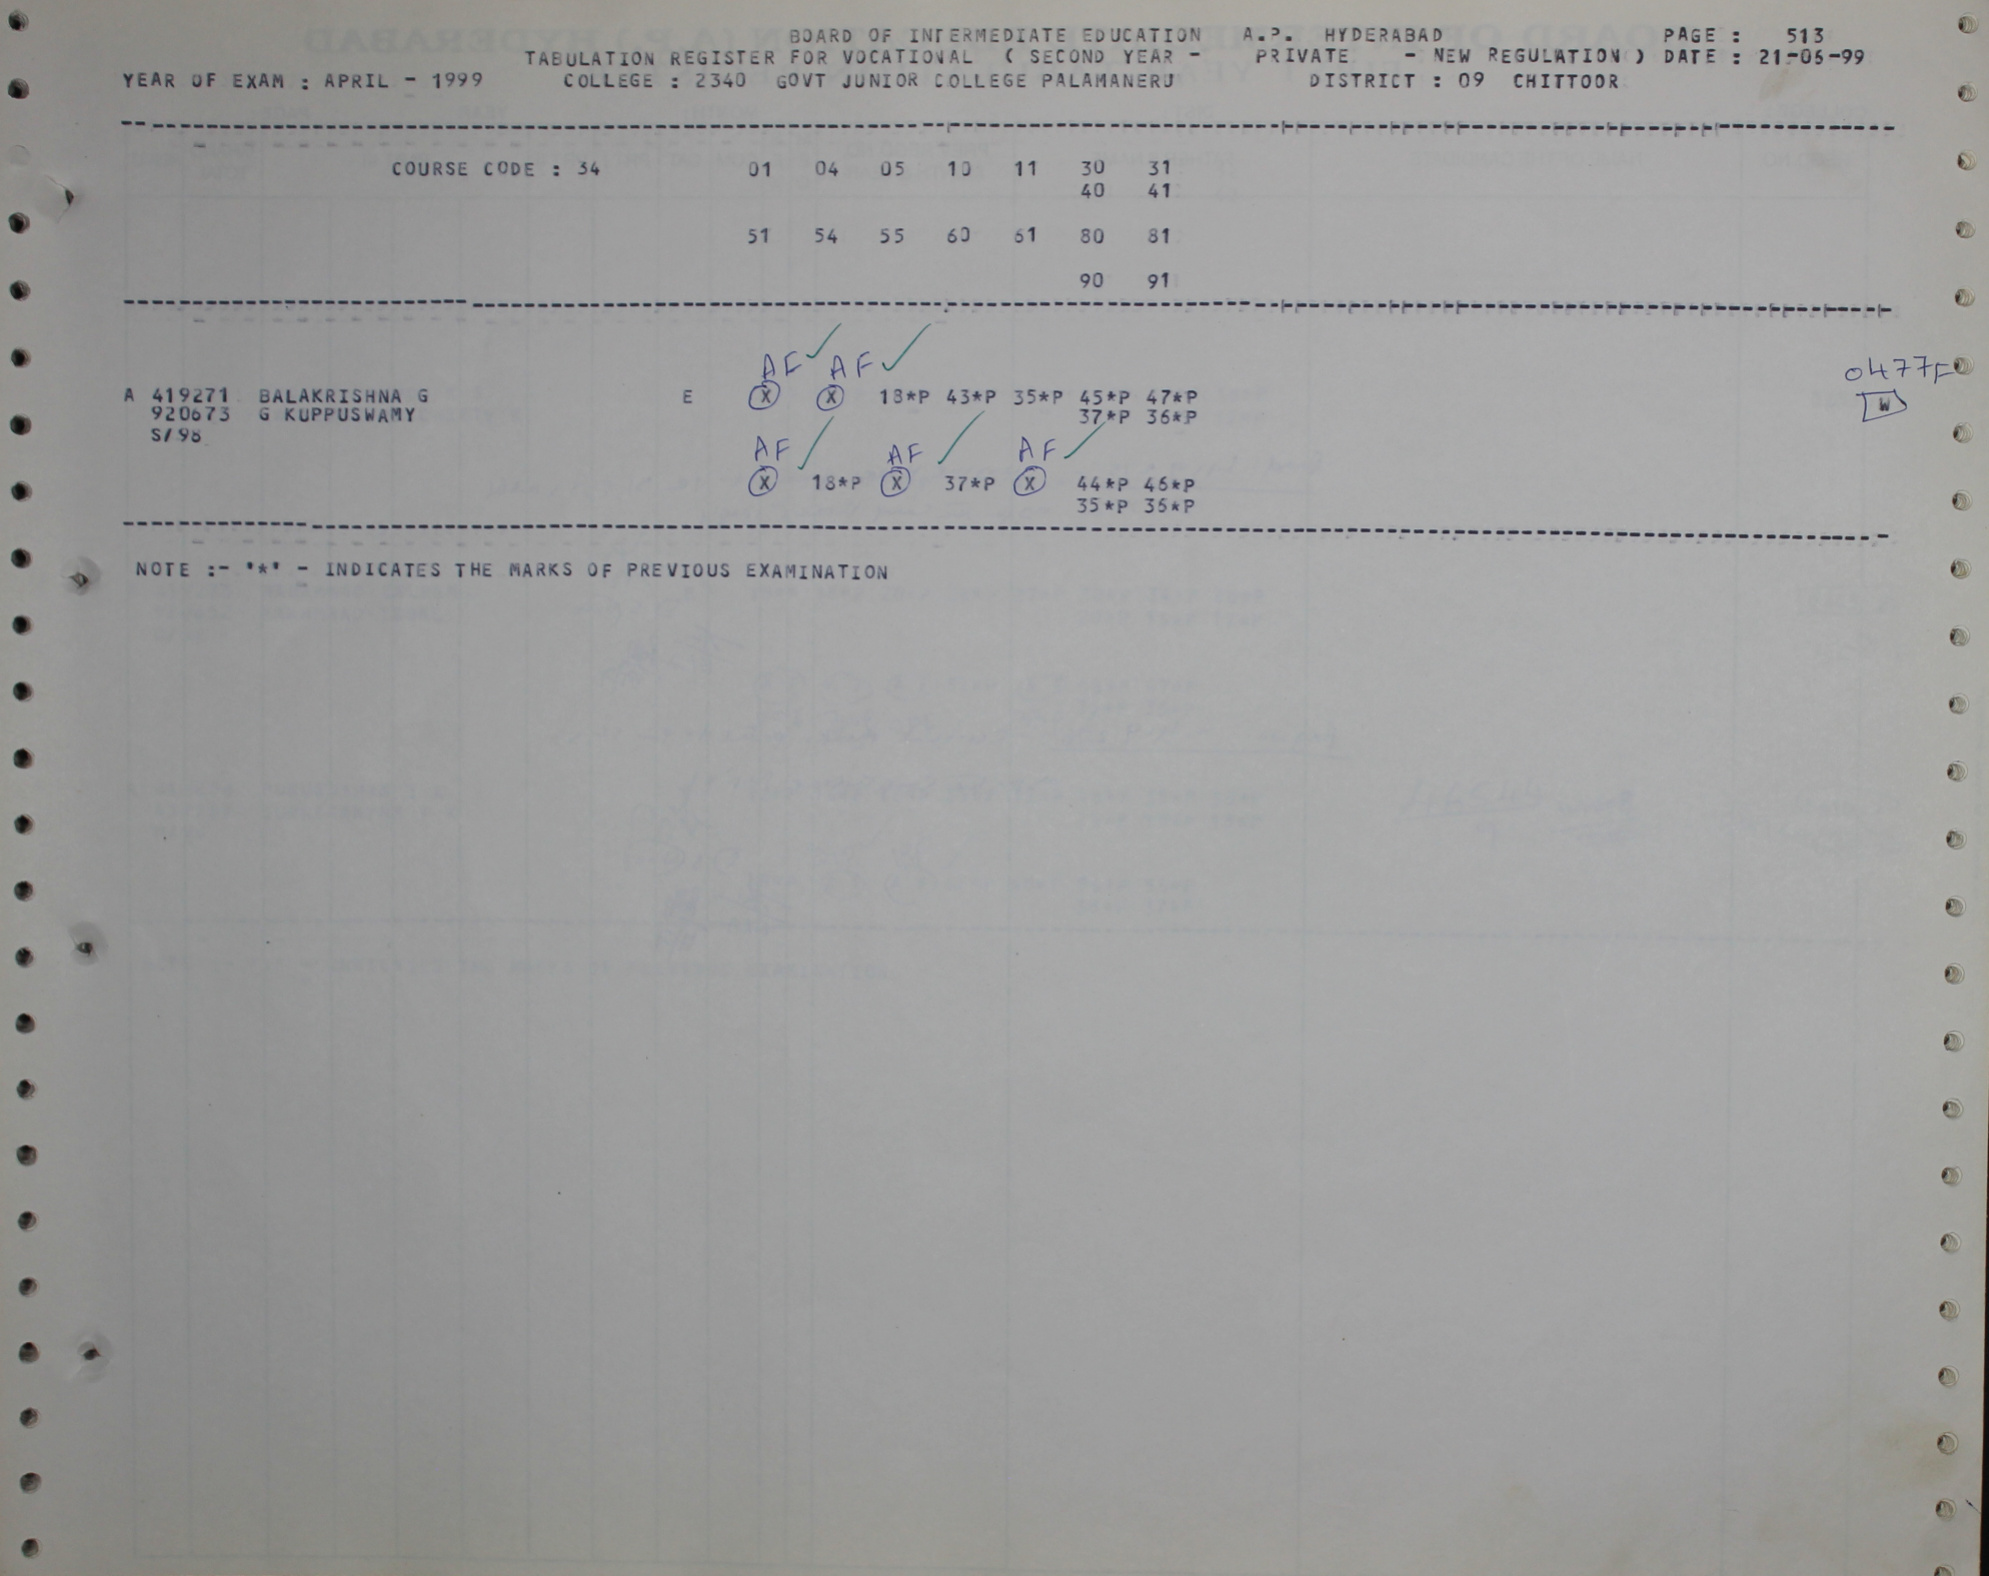 BOARD OF INTERMEDIATE EDUCATION A.P. HYDERABAD PAGE : 513
TABULATION REGISTER FOR VOCATIONAL ( SECOND YEAR - PRIVATE - NEW REGULATION ) DATE : 21-06-99
YEAR OF EXAM : APRIL - 1999 COLLEGE : 2340 GOVT JUNIOR COLLEGE PALAMANERU DISTRICT : 09 CHITTOOR
COURSE CODE : 34 01 04 05 10 11 30 31
40 41
51 54 55 60 61 80 81
90 91
AF ✓ AF ✓ 0477F
A 419271 BALAKRISHNA G E X X 18*P 43*P 35*P 45*P 47*P W
920673 G KUPPUSWAMY 37*P 36*P
S/98
AF ✓ AF ✓ AF ✓
X 18*P X 37*P X 44*P 46*P
35*P 36*P
NOTE :- '*' - INDICATES THE MARKS OF PREVIOUS EXAMINATION